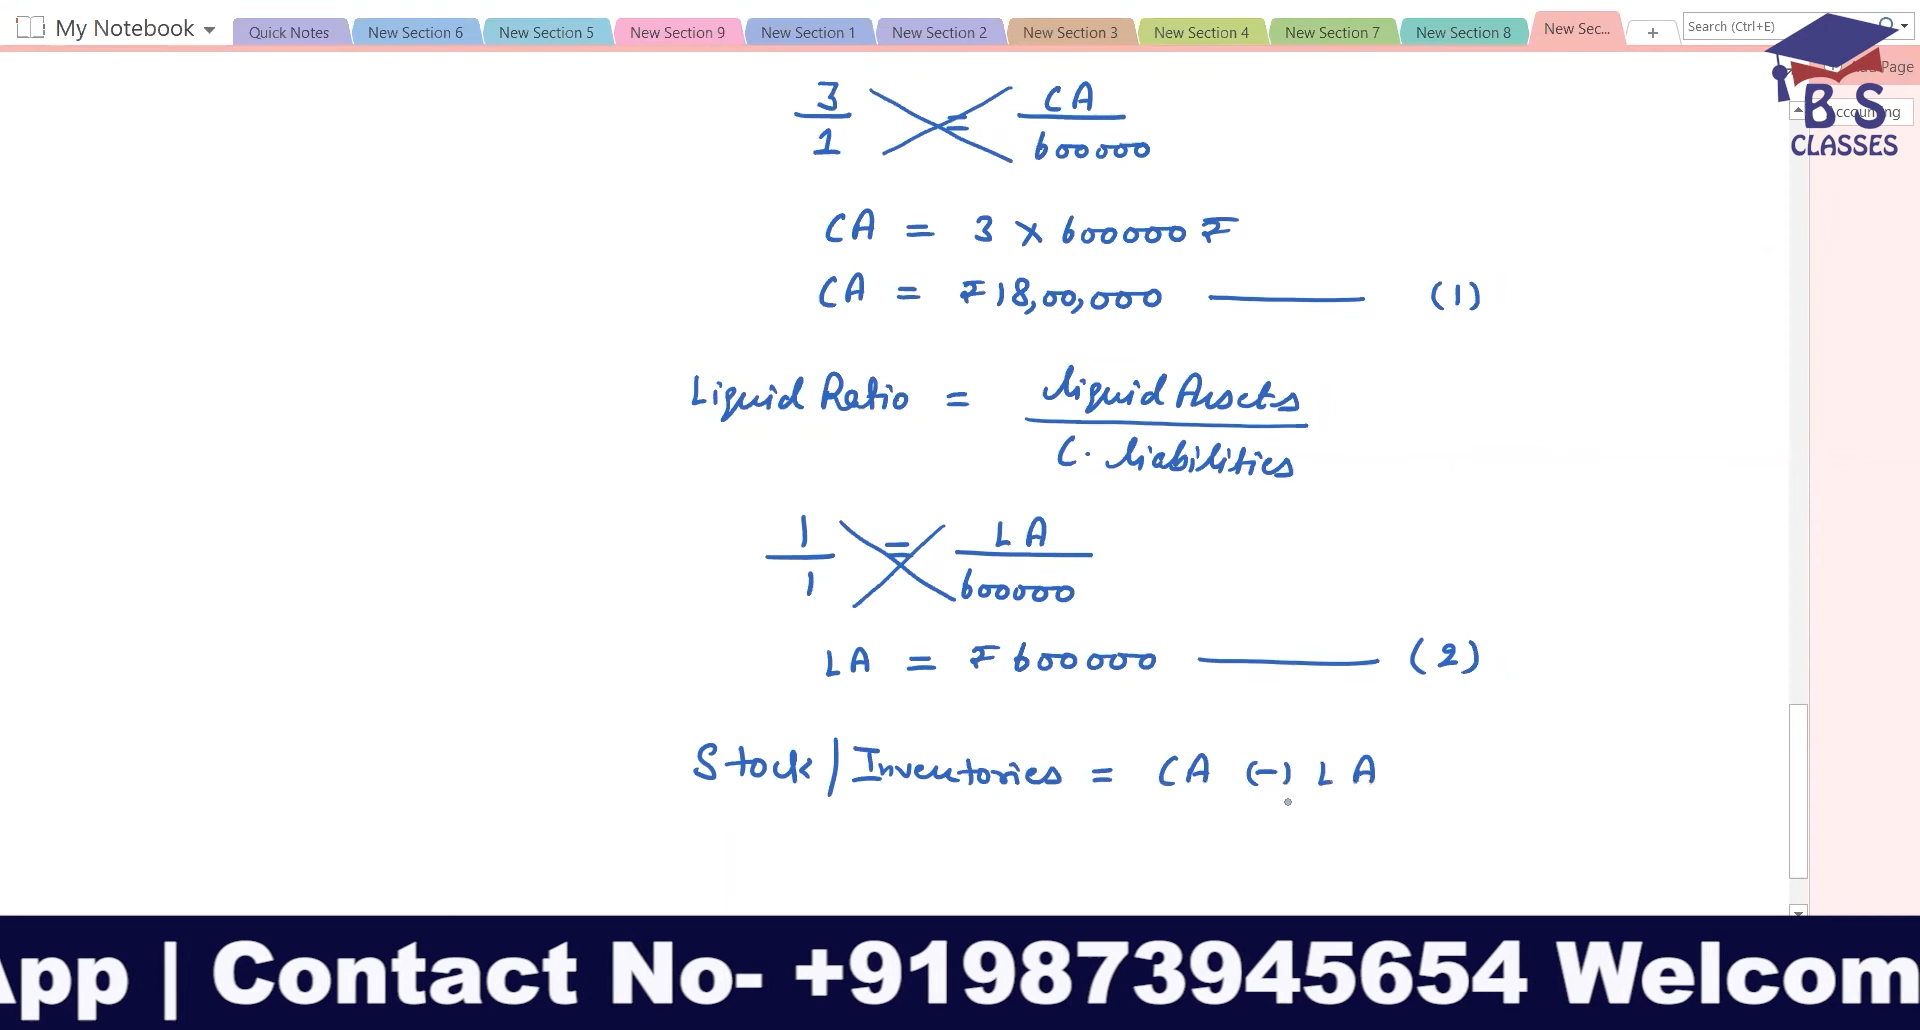 My Notebook
Quick Notes New Section 6 New Section 5 New Section 9 New Section 1 New Section 2 New Section 3 New Section 4 New Section 7 New Section 8 New Sec... +
Search (Ctrl+E)
Page
BS
CLASSES
3/1 = CA/600000
CA = 3 × 600000 ₹
CA = ₹18,00,000 ——— (1)
Liquid Ratio = Liquid Assets / C. Liabilities
1/1 = LA/600000
LA = ₹600000 ——— (2)
Stock / Inventories = CA (-) LA
App | Contact No- +919873945654 Welcom